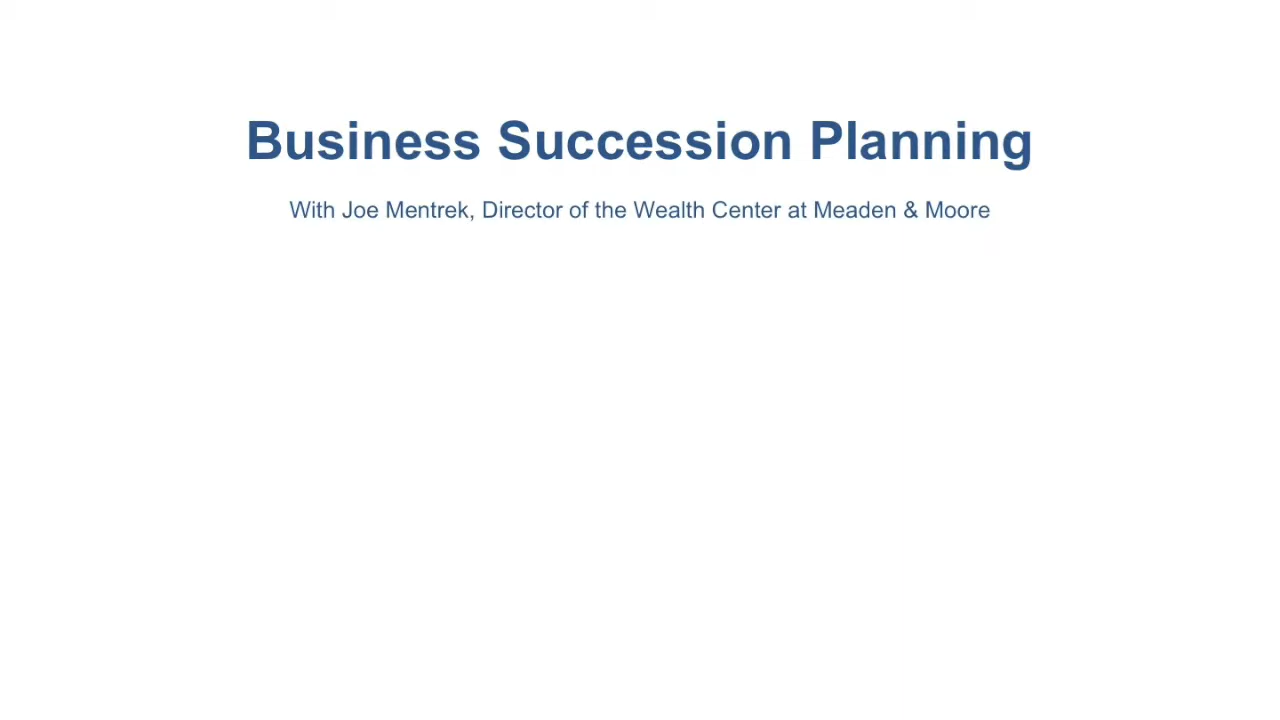 Business Succession Planning
With Joe Mentrek, Director of the Wealth Center at Meaden & Moore